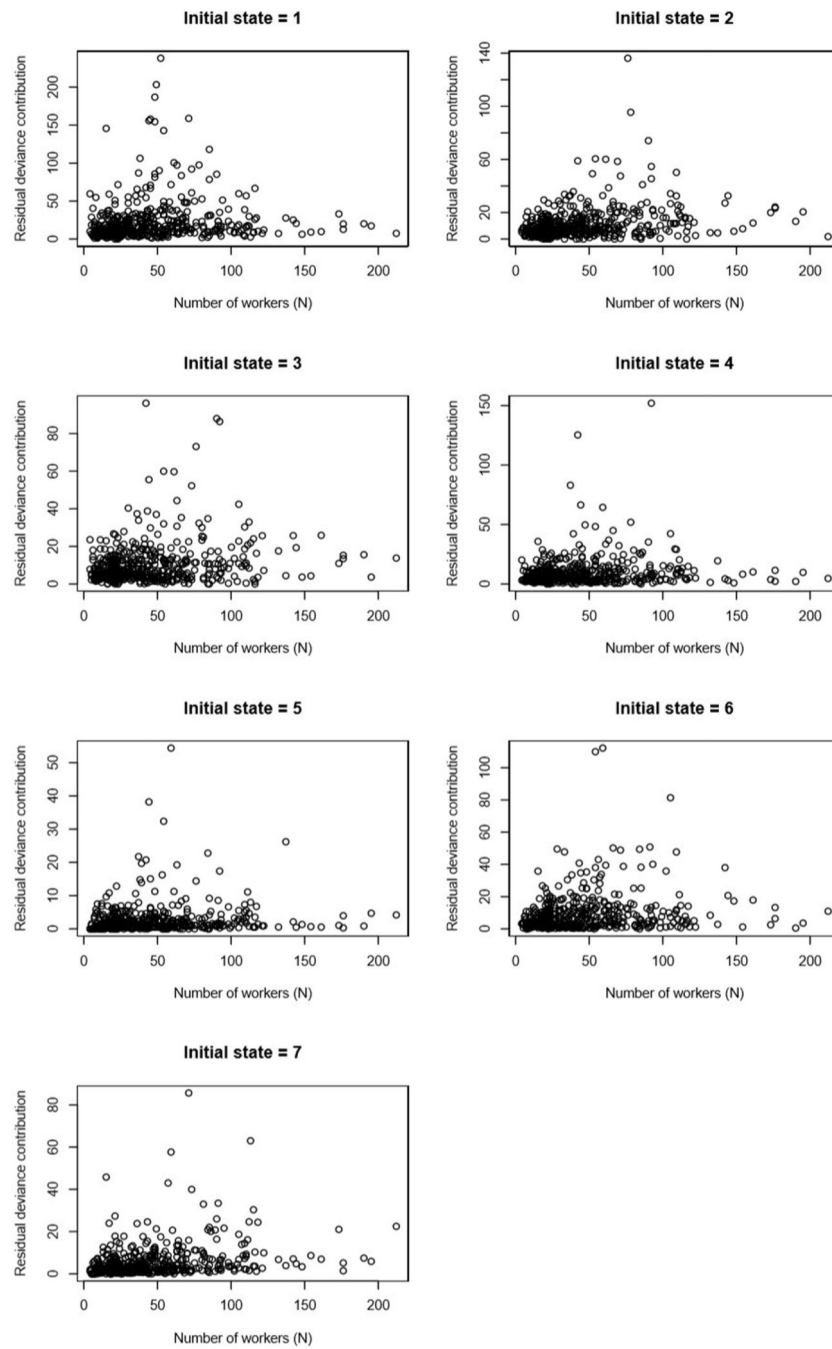 Initial state = 1
Residual deviance contribution
0 50 100 150 200
0 50 100 150 200
Number of workers (N)
Initial state = 2
Residual deviance contribution
0 20 60 100 140
0 50 100 150 200
Number of workers (N)
Initial state = 3
Residual deviance contribution
0 20 40 60 80
0 50 100 150 200
Number of workers (N)
Initial state = 4
Residual deviance contribution
0 50 100 150
0 50 100 150 200
Number of workers (N)
Initial state = 5
Residual deviance contribution
0 10 20 30 40 50
0 50 100 150 200
Number of workers (N)
Initial state = 6
Residual deviance contribution
0 20 40 60 80 100
0 50 100 150 200
Number of workers (N)
Initial state = 7
Residual deviance contribution
0 20 40 60 80
0 50 100 150 200
Number of workers (N)